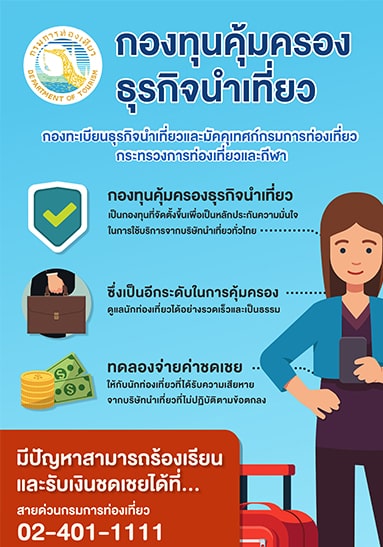 กรมการท่องเที่ยว
DEPARTMENT OF TOURISM
กองทุนคุ้มครอง
ธุรกิจนำเที่ยว
กองทะเบียนธุรกิจนำเที่ยวและมัคคุเทศก์กรมการท่องเที่ยว
กระทรวงการท่องเที่ยวและกีฬา
กองทุนคุ้มครองธุรกิจนำเที่ยว
เป็นกองทุนที่จัดตั้งขึ้นเพื่อเป็นหลักประกันความมั่นใจ
ในการใช้บริการจากบริษัทนำเที่ยวทั่วไทย
ซึ่งเป็นอีกระดับในการคุ้มครอง
ดูแลนักท่องเที่ยวได้อย่างรวดเร็วและเป็นธรรม
ทดลองจ่ายค่าชดเชย
ให้กับนักท่องเที่ยวที่ได้รับความเสียหาย
จากบริษัทนำเที่ยวที่ไม่ปฏิบัติตามข้อตกลง
มีปัญหาสามารถร้องเรียน
และรับเงินชดเชยได้ที่...
สายด่วนกรมการท่องเที่ยว
02-401-1111